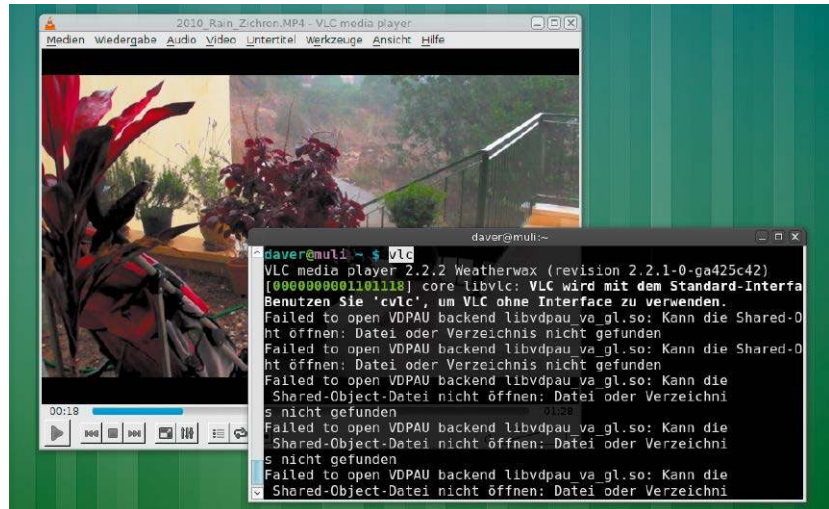 2010_Rain_Zichron.MP4 - VLC media player
Medien Wiedergabe Audio Video Untertitel Werkzeuge Ansicht Hilfe
00:18
01:28
daver@muli:~
daver@muli ~ $ vlc
VLC media player 2.2.2 Weatherwax (revision 2.2.1-0-ga425c42)
[0000000001101118] core libvlc: VLC wird mit dem Standard-Interfa
Benutzen Sie 'cvlc', um VLC ohne Interface zu verwenden.
Failed to open VDPAU backend libvdpau_va_gl.so: Kann die Shared-O
ht öffnen: Datei oder Verzeichnis nicht gefunden
Failed to open VDPAU backend libvdpau_va_gl.so: Kann die Shared-O
ht öffnen: Datei oder Verzeichnis nicht gefunden
Failed to open VDPAU backend libvdpau_va_gl.so: Kann die
Shared-Object-Datei nicht öffnen: Datei oder Verzeichni
s nicht gefunden
Failed to open VDPAU backend libvdpau_va_gl.so: Kann die
Shared-Object-Datei nicht öffnen: Datei oder Verzeichni
s nicht gefunden
Failed to open VDPAU backend libvdpau_va_gl.so: Kann die
Shared-Object-Datei nicht öffnen: Datei oder Verzeichni